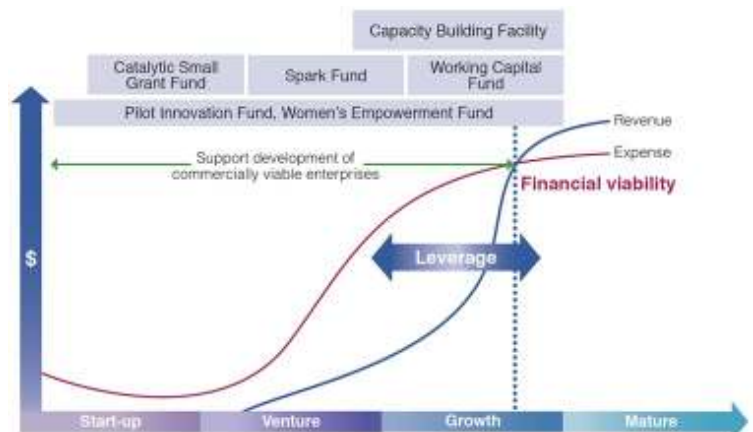 Capacity Building Facility
Catalytic Small
Grant Fund
Spark Fund
Working Capital
Fund
Pilot Innovation Fund, Women's Empowerment Fund
Revenue
Support development of
commercially viable enterprises
Expense
Financial viability
Leverage
$
Start-up
Venture
Growth
Mature